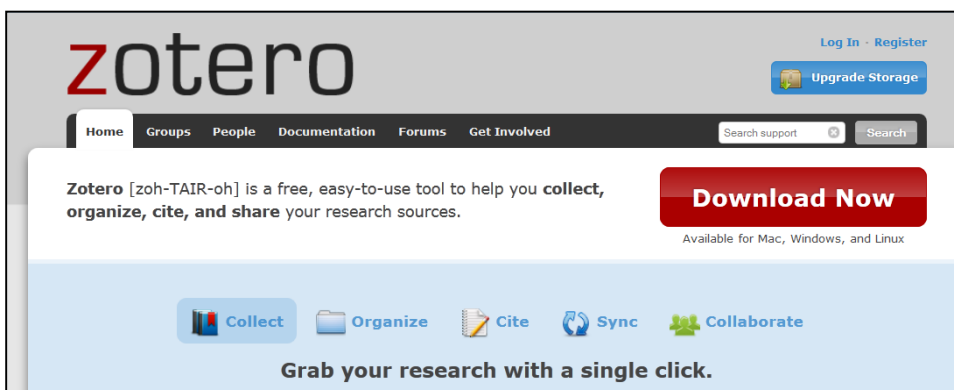 zotero
Log In · Register
Upgrade Storage
Home Groups People Documentation Forums Get Involved
Search support Search
Zotero [zoh-TAIR-oh] is a free, easy-to-use tool to help you collect,
organize, cite, and share your research sources.
Download Now
Available for Mac, Windows, and Linux
Collect Organize Cite Sync Collaborate
Grab your research with a single click.